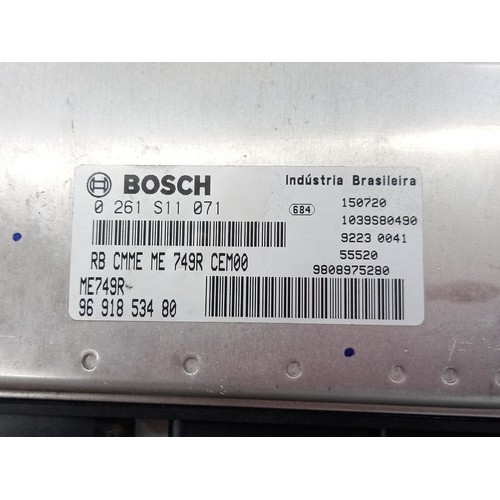 BOSCH
Indústria Brasileira
0 261 S11 071
684
150720
1039S80490
9223 0041
RB CMME ME 749R CEM00
55520
ME749R
9808975280
96 918 534 80